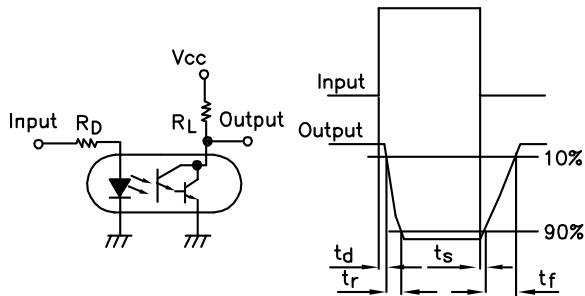 Vcc
Input RD RL Output
Input
Output
10%
90%
td ts
tr tf